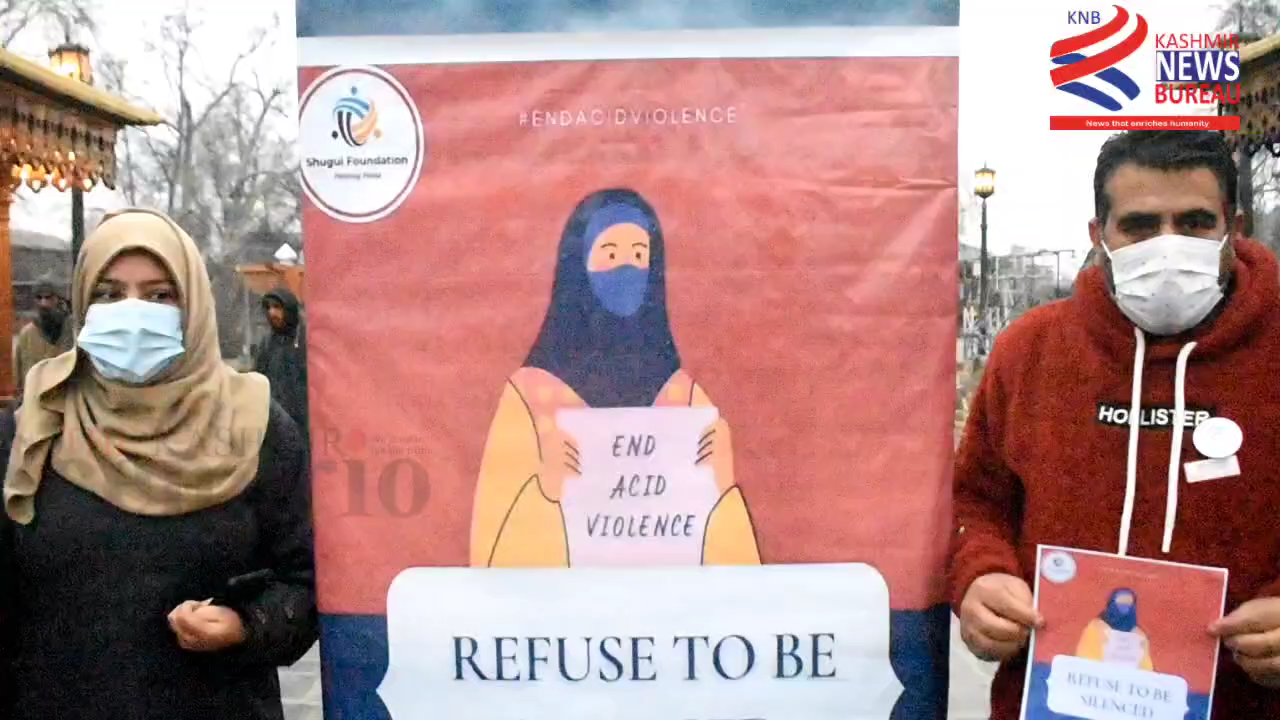 KNB
KASHMIR
NEWS
BUREAU
News that enriches humanity
#ENDACIDVIOLENCE
Shugui Foundation
END
ACID
VIOLENCE
HOLLISTER
REFUSE TO BE
REFUSE TO BE
SILENCED